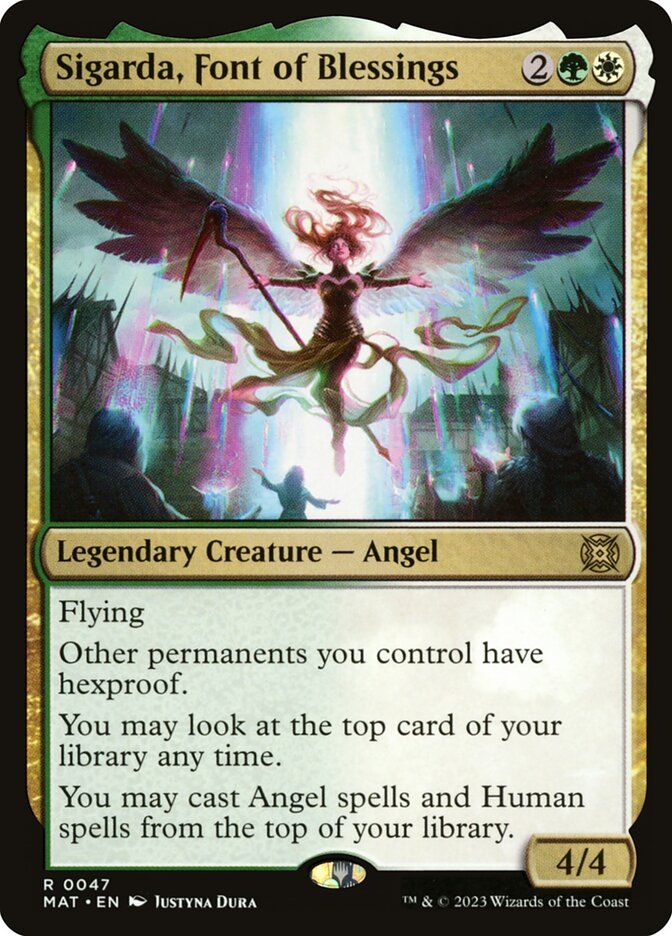 Sigarda, Font of Blessings 2
Legendary Creature — Angel
Flying
Other permanents you control have
hexproof.
You may look at the top card of your
library any time.
You may cast Angel spells and Human
spells from the top of your library.
4/4
R 0047
MAT • EN Justyna Dura
™ & © 2023 Wizards of the Coast